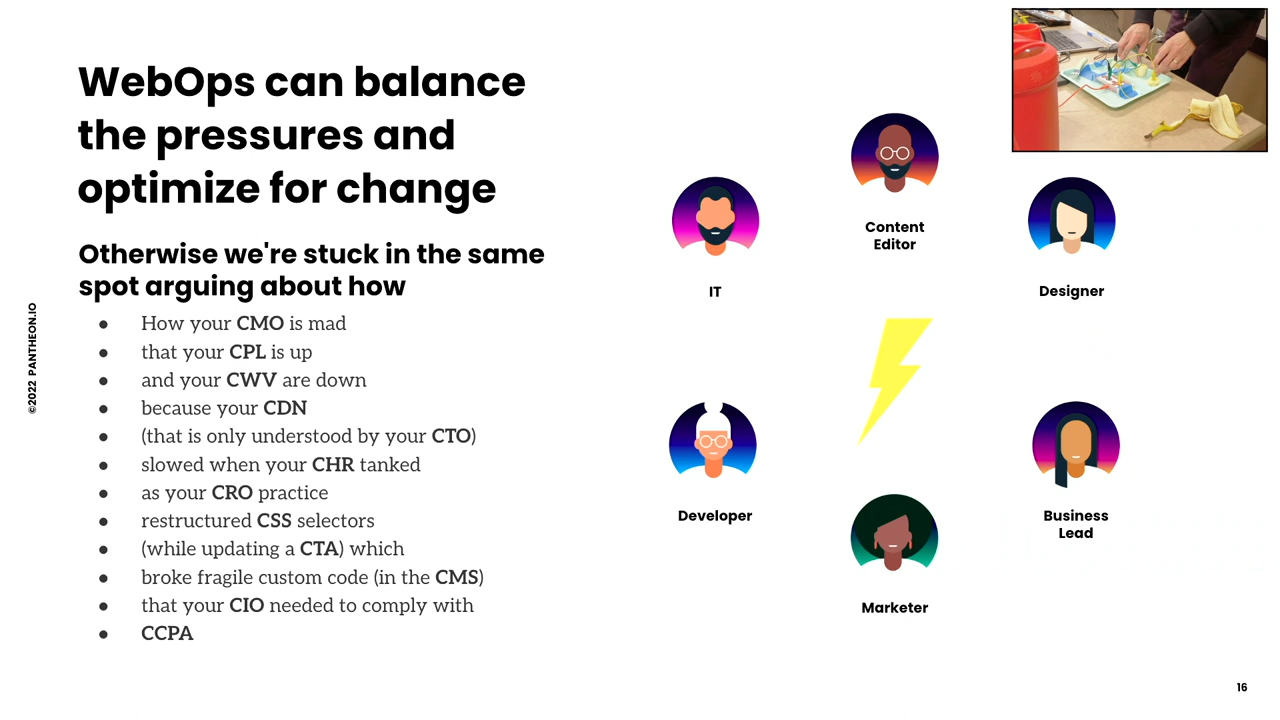 WebOps can balance
the pressures and
optimize for change
Otherwise we're stuck in the same
spot arguing about how
● How your CMO is mad
● that your CPL is up
● and your CWV are down
● because your CDN
● (that is only understood by your CTO)
● slowed when your CHR tanked
● as your CRO practice
● restructured CSS selectors
● (while updating a CTA) which
● broke fragile custom code (in the CMS)
● that your CIO needed to comply with
● CCPA
©2022 PANTHEON.IO
Content
Editor
IT
Designer
Developer
Business
Lead
Marketer
16